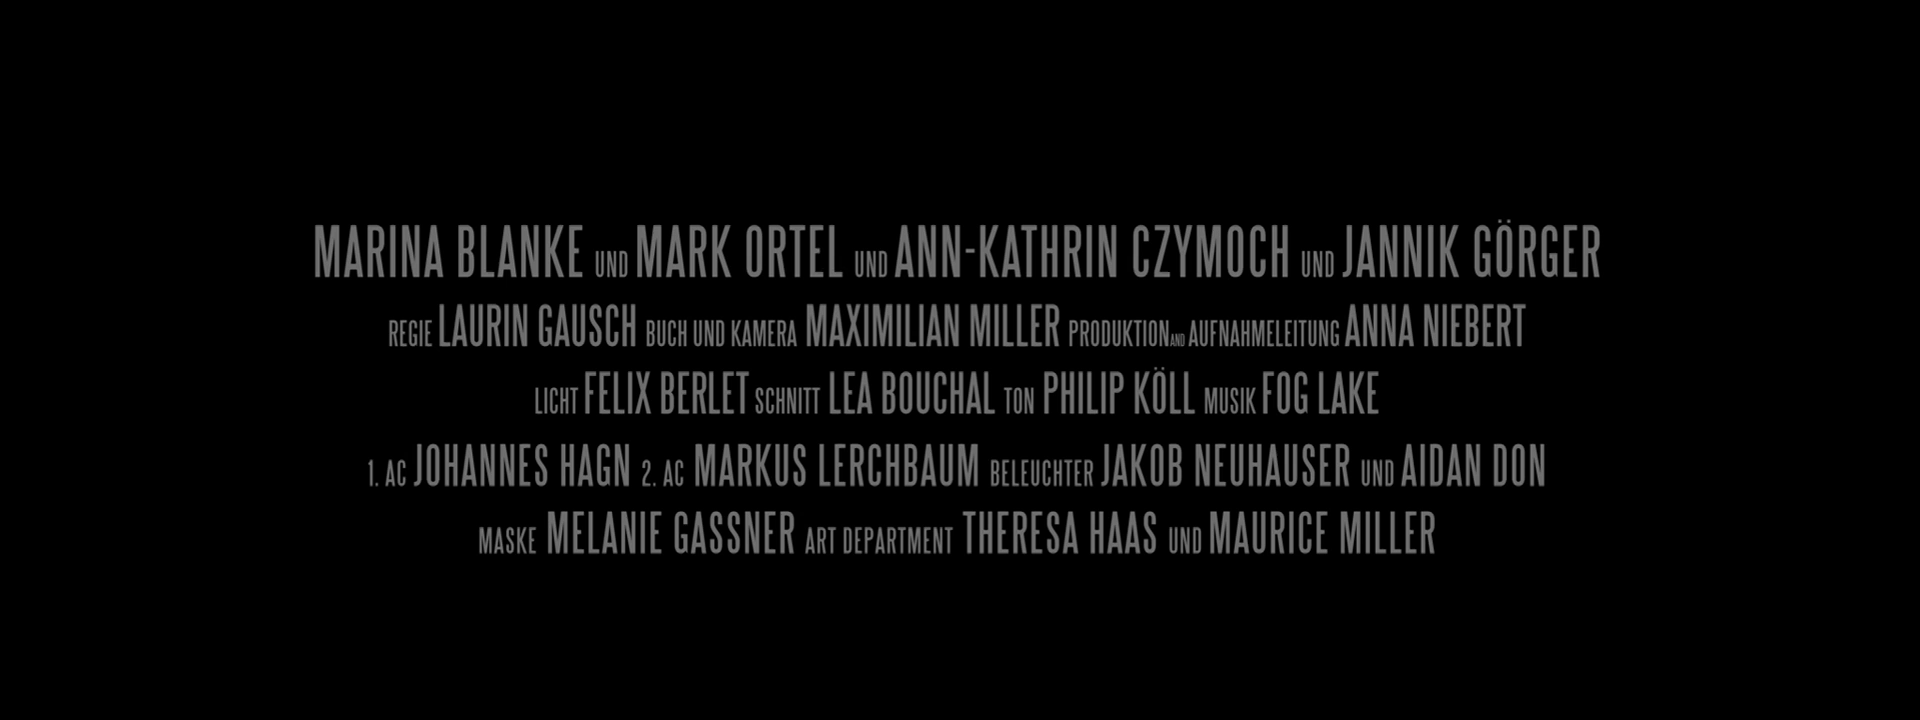 MARINA BLANKE UND MARK ORTEL UND ANN-KATHRIN CZYMOCH UND JANNIK GÖRGER
REGIE LAURIN GAUSCH BUCH UND KAMERA MAXIMILIAN MILLER PRODUKTION AND AUFNAHMELEITUNG ANNA NIEBERT
LICHT FELIX BERLET SCHNITT LEA BOUCHAL TON PHILIP KÖLL MUSIK FOG LAKE
1. AC JOHANNES HAGN 2. AC MARKUS LERCHBAUM BELEUCHTER JAKOB NEUHAUSER UND AIDAN DON
MASKE MELANIE GASSNER ART DEPARTMENT THERESA HAAS UND MAURICE MILLER